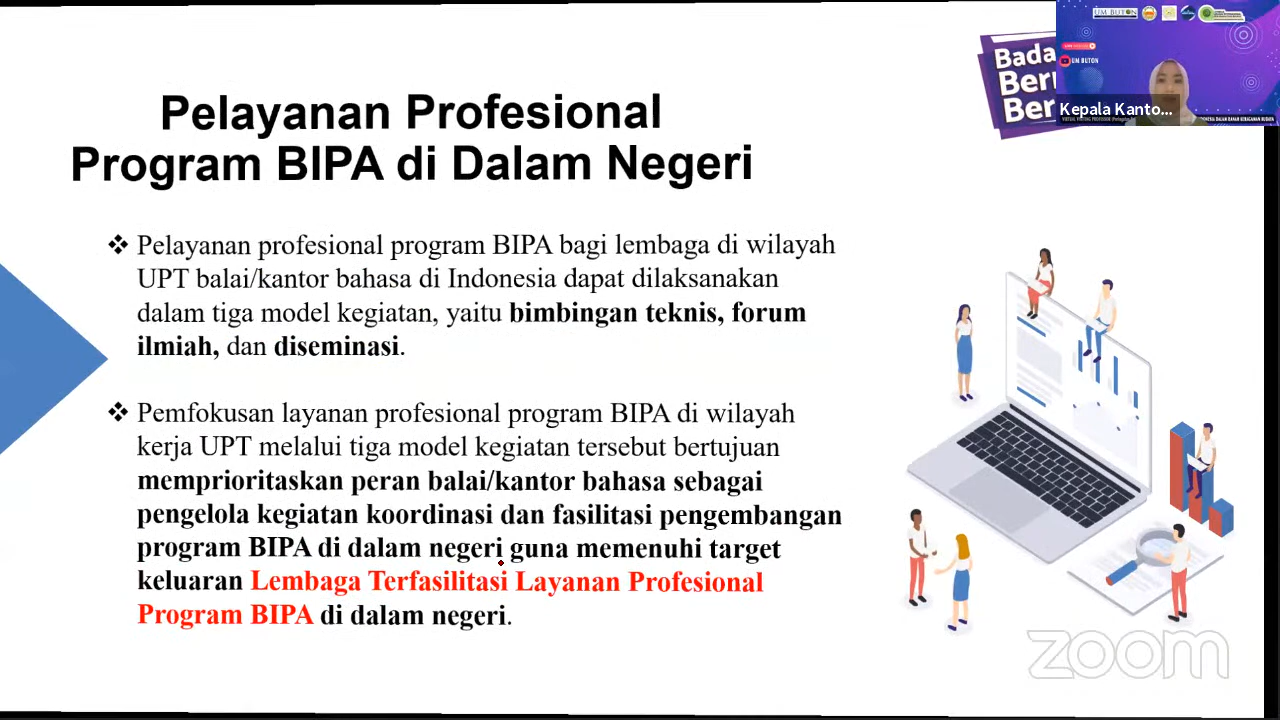 Pelayanan Profesional
Program BIPA di Dalam Negeri
❖ Pelayanan profesional program BIPA bagi lembaga di wilayah
UPT balai/kantor bahasa di Indonesia dapat dilaksanakan
dalam tiga model kegiatan, yaitu bimbingan teknis, forum
ilmiah, dan diseminasi.
❖ Pemfokusan layanan profesional program BIPA di wilayah
kerja UPT melalui tiga model kegiatan tersebut bertujuan
memprioritaskan peran balai/kantor bahasa sebagai
pengelola kegiatan koordinasi dan fasilitasi pengembangan
program BIPA di dalam negeri guna memenuhi target
keluaran Lembaga Terfasilitasi Layanan Profesional
Program BIPA di dalam negeri.
Bada
Ber
Ber
UM BUTON
UM BUTON
Kepala Kanto...
zoom